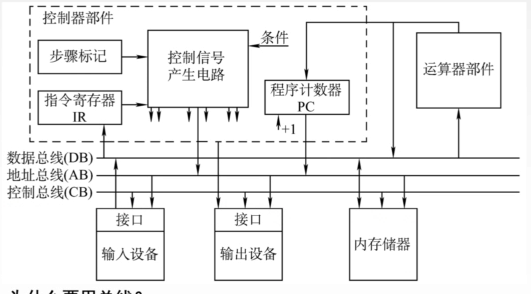 控制器部件
步骤标记
控制信号
产生电路
条件
指令寄存器
IR
程序计数器
PC
+1
运算器部件
数据总线(DB)
地址总线(AB)
控制总线(CB)
接口
输入设备
接口
输出设备
内存储器